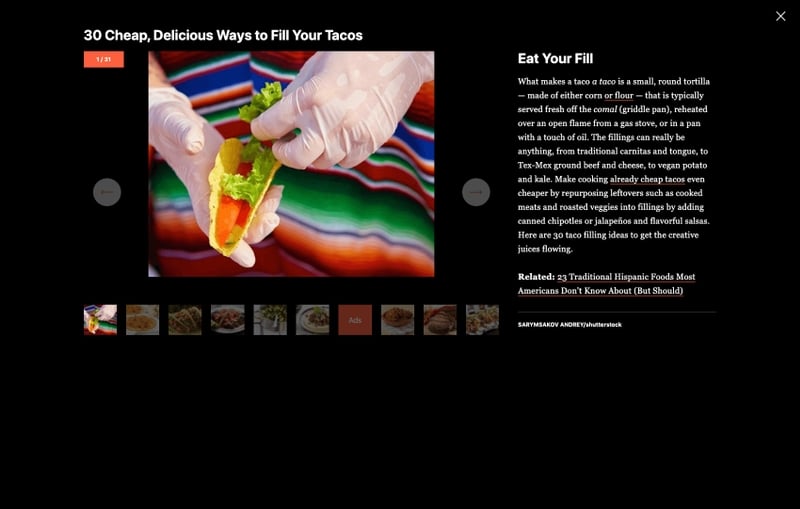 30 Cheap, Delicious Ways to Fill Your Tacos
1 / 31
Eat Your Fill
What makes a taco a taco is a small, round tortilla
— made of either corn or flour — that is typically
served fresh off the comal (griddle pan), reheated
over an open flame from a gas stove, or in a pan
with a touch of oil. The fillings can really be
anything, from traditional carnitas and tongue, to
Tex-Mex ground beef and cheese, to vegan potato
and kale. Make cooking already cheap tacos even
cheaper by repurposing leftovers such as cooked
meats and roasted veggies into fillings by adding
canned chipotles or jalapeños and flavorful salsas.
Here are 30 taco filling ideas to get the creative
juices flowing.
Related: 23 Traditional Hispanic Foods Most
Americans Don't Know About (But Should)
Ads
SARYMSAKOV ANDREY/shutterstock